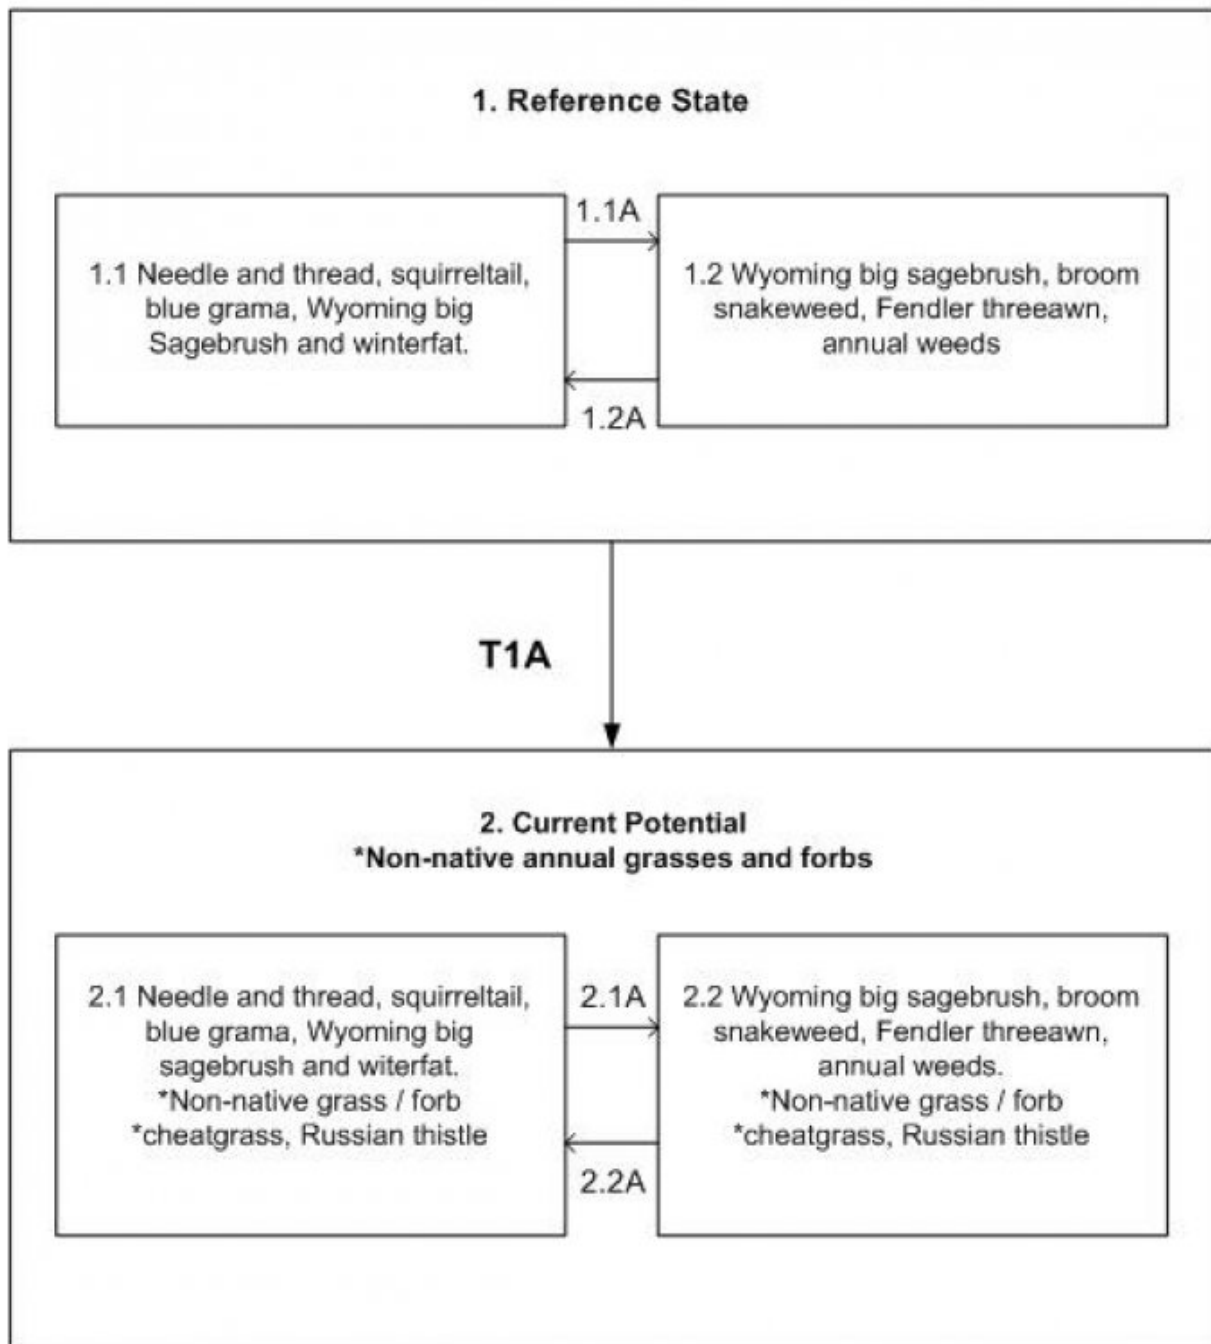 1. Reference State
1.1A
1.1 Needle and thread, squirreltail,
blue grama, Wyoming big
Sagebrush and winterfat.
1.2 Wyoming big sagebrush, broom
snakeweed, Fendler threeawn,
annual weeds
1.2A
T1A
2. Current Potential
*Non-native annual grasses and forbs
2.1 Needle and thread, squirreltail,
blue grama, Wyoming big
sagebrush and witerfat.
*Non-native grass / forb
*cheatgrass, Russian thistle
2.1A
2.2 Wyoming big sagebrush, broom
snakeweed, Fendler threeawn,
annual weeds.
*Non-native grass / forb
*cheatgrass, Russian thistle
2.2A